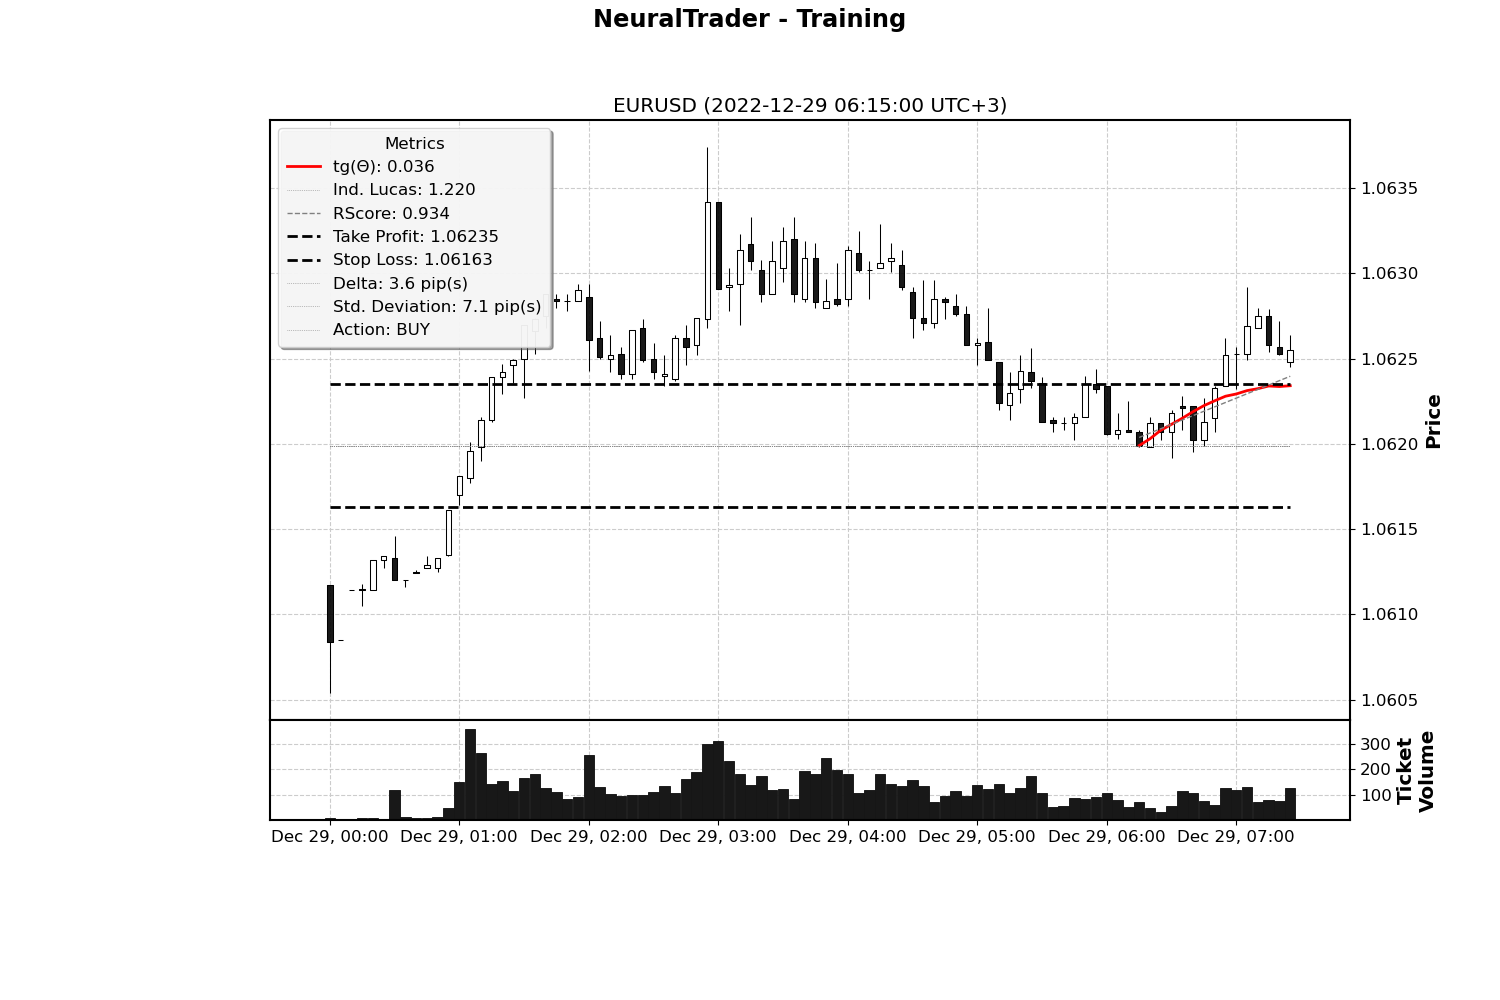 NeuralTrader - Training
EURUSD (2022-12-29 06:15:00 UTC+3)
Metrics
tg(Θ): 0.036
Ind. Lucas: 1.220
RScore: 0.934
Take Profit: 1.06235
Stop Loss: 1.06163
Delta: 3.6 pip(s)
Std. Deviation: 7.1 pip(s)
Action: BUY
1.0635
1.0630
1.0625
1.0620
1.0615
1.0610
1.0605
Price
300
200
100
Ticket
Volume
Dec 29, 00:00 Dec 29, 01:00 Dec 29, 02:00 Dec 29, 03:00 Dec 29, 04:00 Dec 29, 05:00 Dec 29, 06:00 Dec 29, 07:00